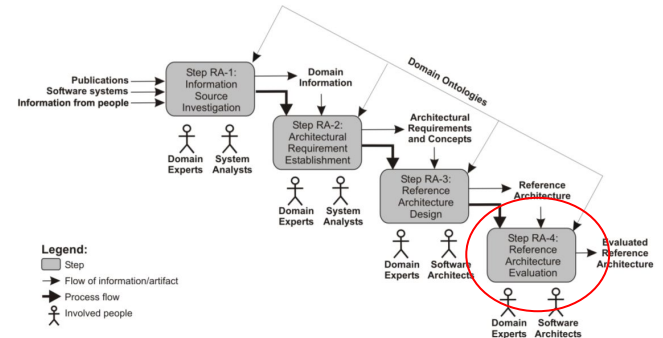 Publications
Software systems
Information from people
Step RA-1:
Information
Source
Investigation
Domain
Information
Domain Ontologies
Domain
Experts
System
Analysts
Step RA-2:
Architectural
Requirement
Establishment
Architectural
Requirements
and Concepts
Domain
Experts
System
Analysts
Step RA-3:
Reference
Architecture
Design
Reference
Architecture
Domain
Experts
Software
Architects
Step RA-4:
Reference
Architecture
Evaluation
Evaluated
Reference
Architecture
Domain
Experts
Software
Architects
Legend:
Step
Flow of information/artifact
Process flow
Involved people